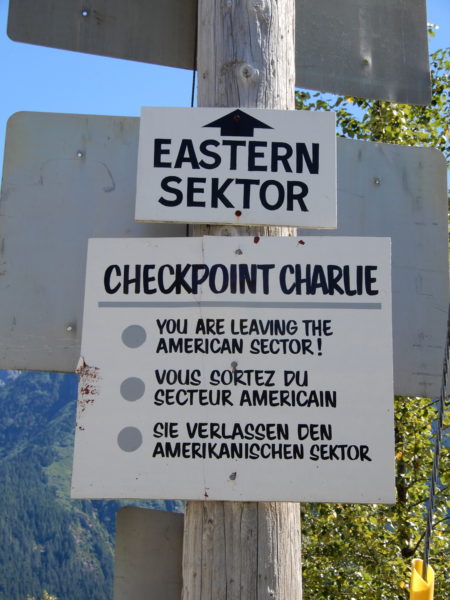 EASTERN
SEKTOR
CHECKPOINT CHARLIE
YOU ARE LEAVING THE
AMERICAN SECTOR!
VOUS SORTEZ DU
SECTEUR AMERICAIN
SIE VERLASSEN DEN
AMERIKANISCHEN SEKTOR